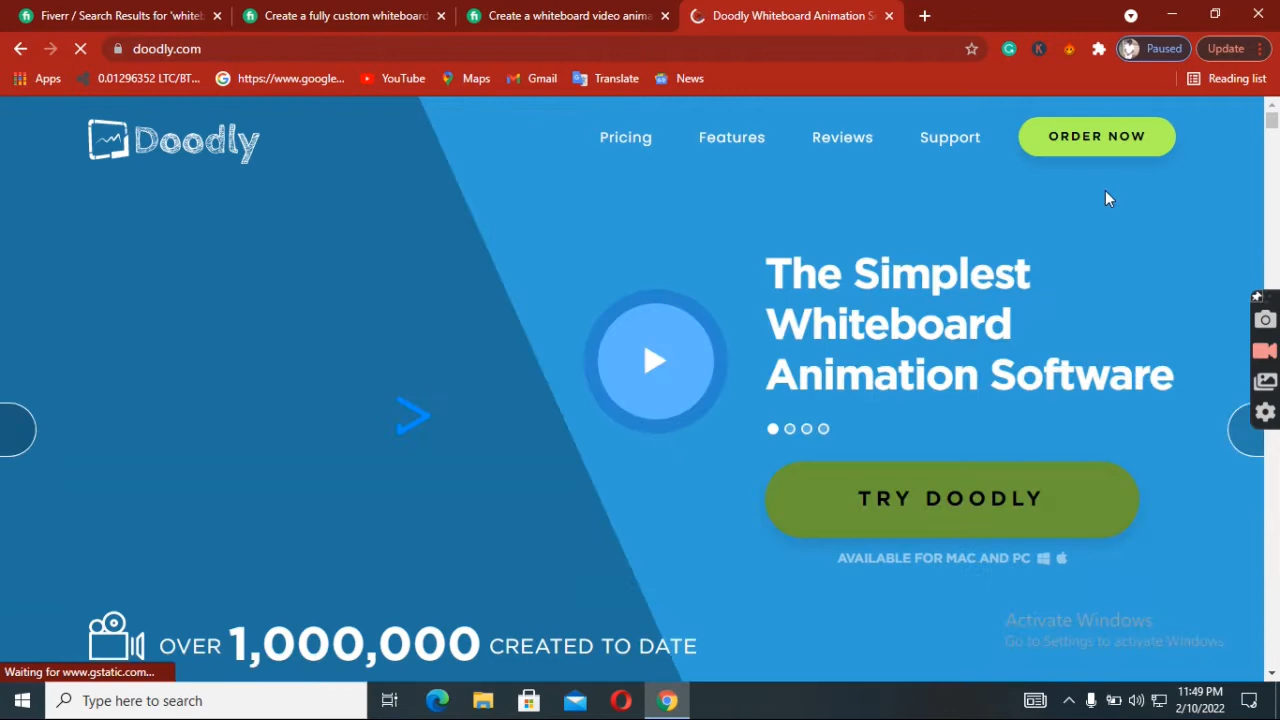 Fiverr / Search Results for 'whiteb
Create a fully custom whiteboard
Create a whiteboard video anima
Doodly Whiteboard Animation S
doodly.com
Paused
Update
Apps
0.01296352 LTC/BT...
https://www.google...
YouTube
Maps
Gmail
Translate
News
Reading list
Doodly
Pricing
Features
Reviews
Support
ORDER NOW
The Simplest
Whiteboard
Animation Software
TRY DOODLY
AVAILABLE FOR MAC AND PC
OVER 1,000,000 CREATED TO DATE
Activate Windows
Go to Settings to activate Windows.
Waiting for www.gstatic.com...
Type here to search
11:49 PM
2/10/2022